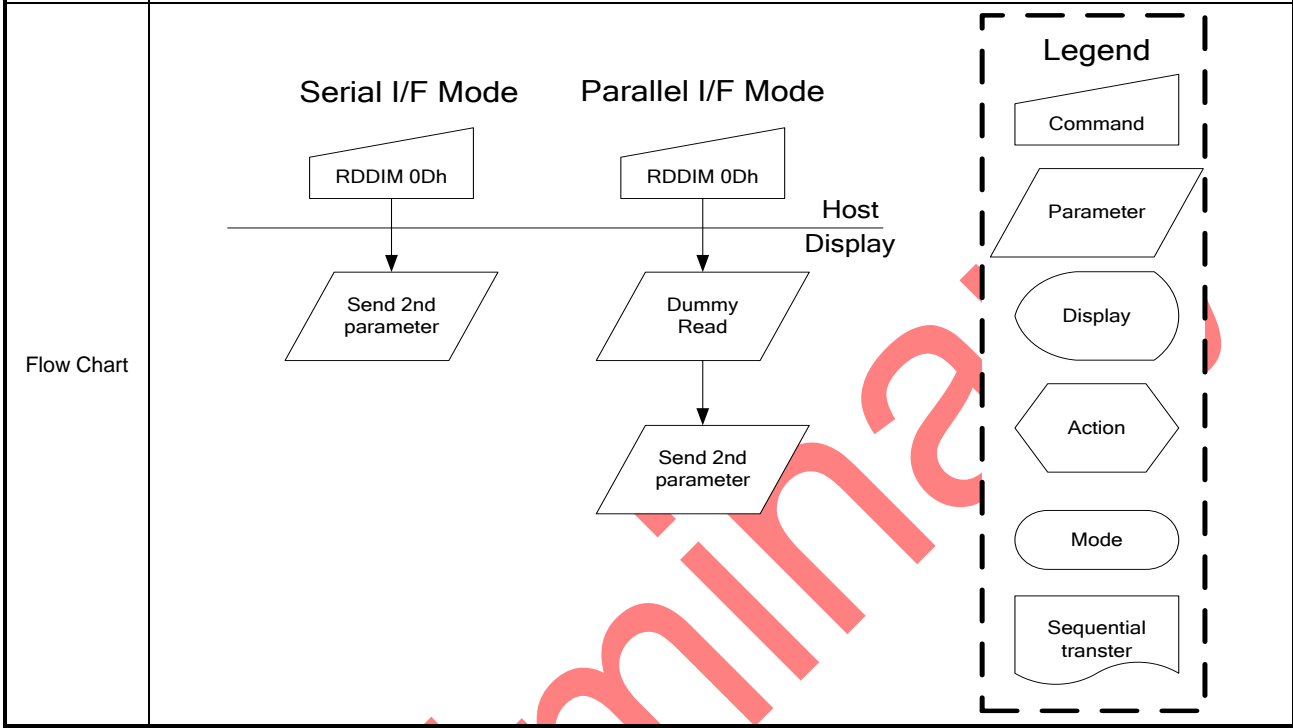 Flow Chart
Serial I/F Mode
RDDIM 0Dh
Send 2nd
parameter
Parallel I/F Mode
RDDIM 0Dh
Host
Display
Dummy
Read
Send 2nd
parameter
Legend
Command
Parameter
Display
Action
Mode
Sequential
transter